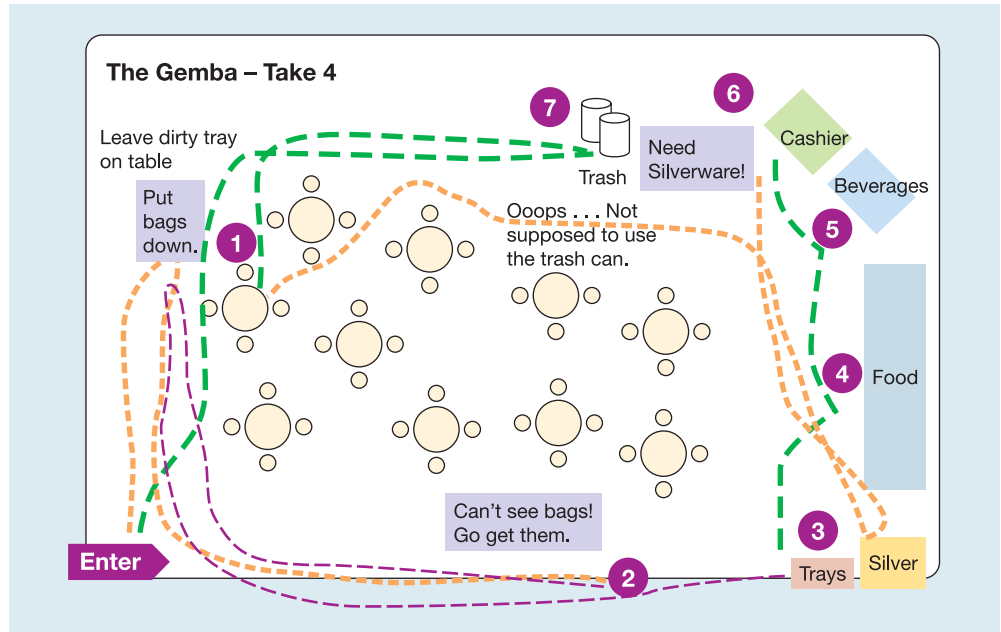 The Gemba – Take 4
Leave dirty tray
on table
Put
bags
down.
1
7
Trash
6
Need
Silverware!
Cashier
Beverages
5
Ooops . . . Not
supposed to use
the trash can.
4
Food
Can't see bags!
Go get them.
3
Enter
2
Trays
Silver